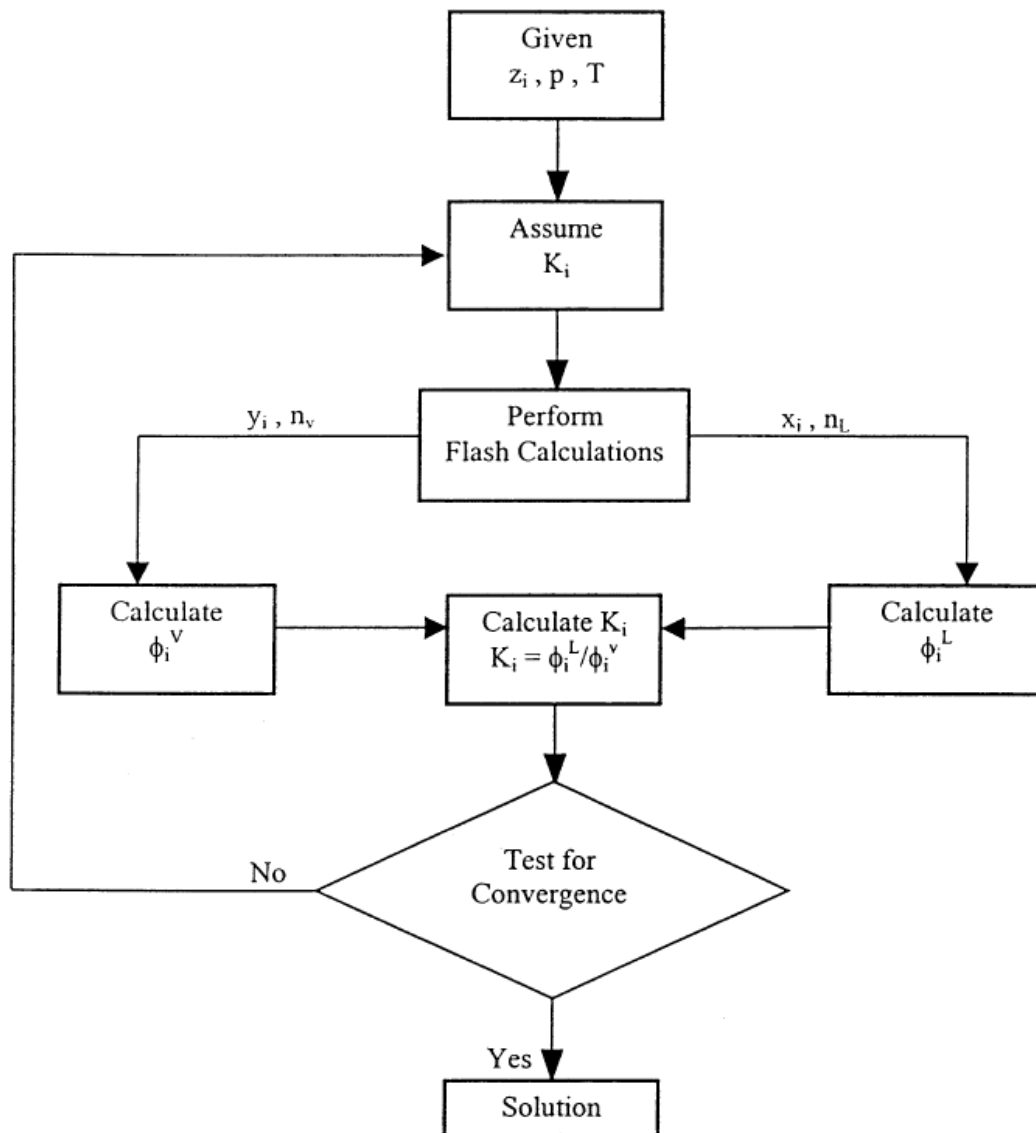 Given
zᵢ , p , T
Assume
Kᵢ
Perform
Flash Calculations
yᵢ , nᵥ
xᵢ , n_L
Calculate
ϕᵢⱽ
Calculate Kᵢ
Kᵢ = ϕᵢᴸ/ϕᵢᵛ
Calculate
ϕᵢᴸ
Test for
Convergence
No
Yes
Solution